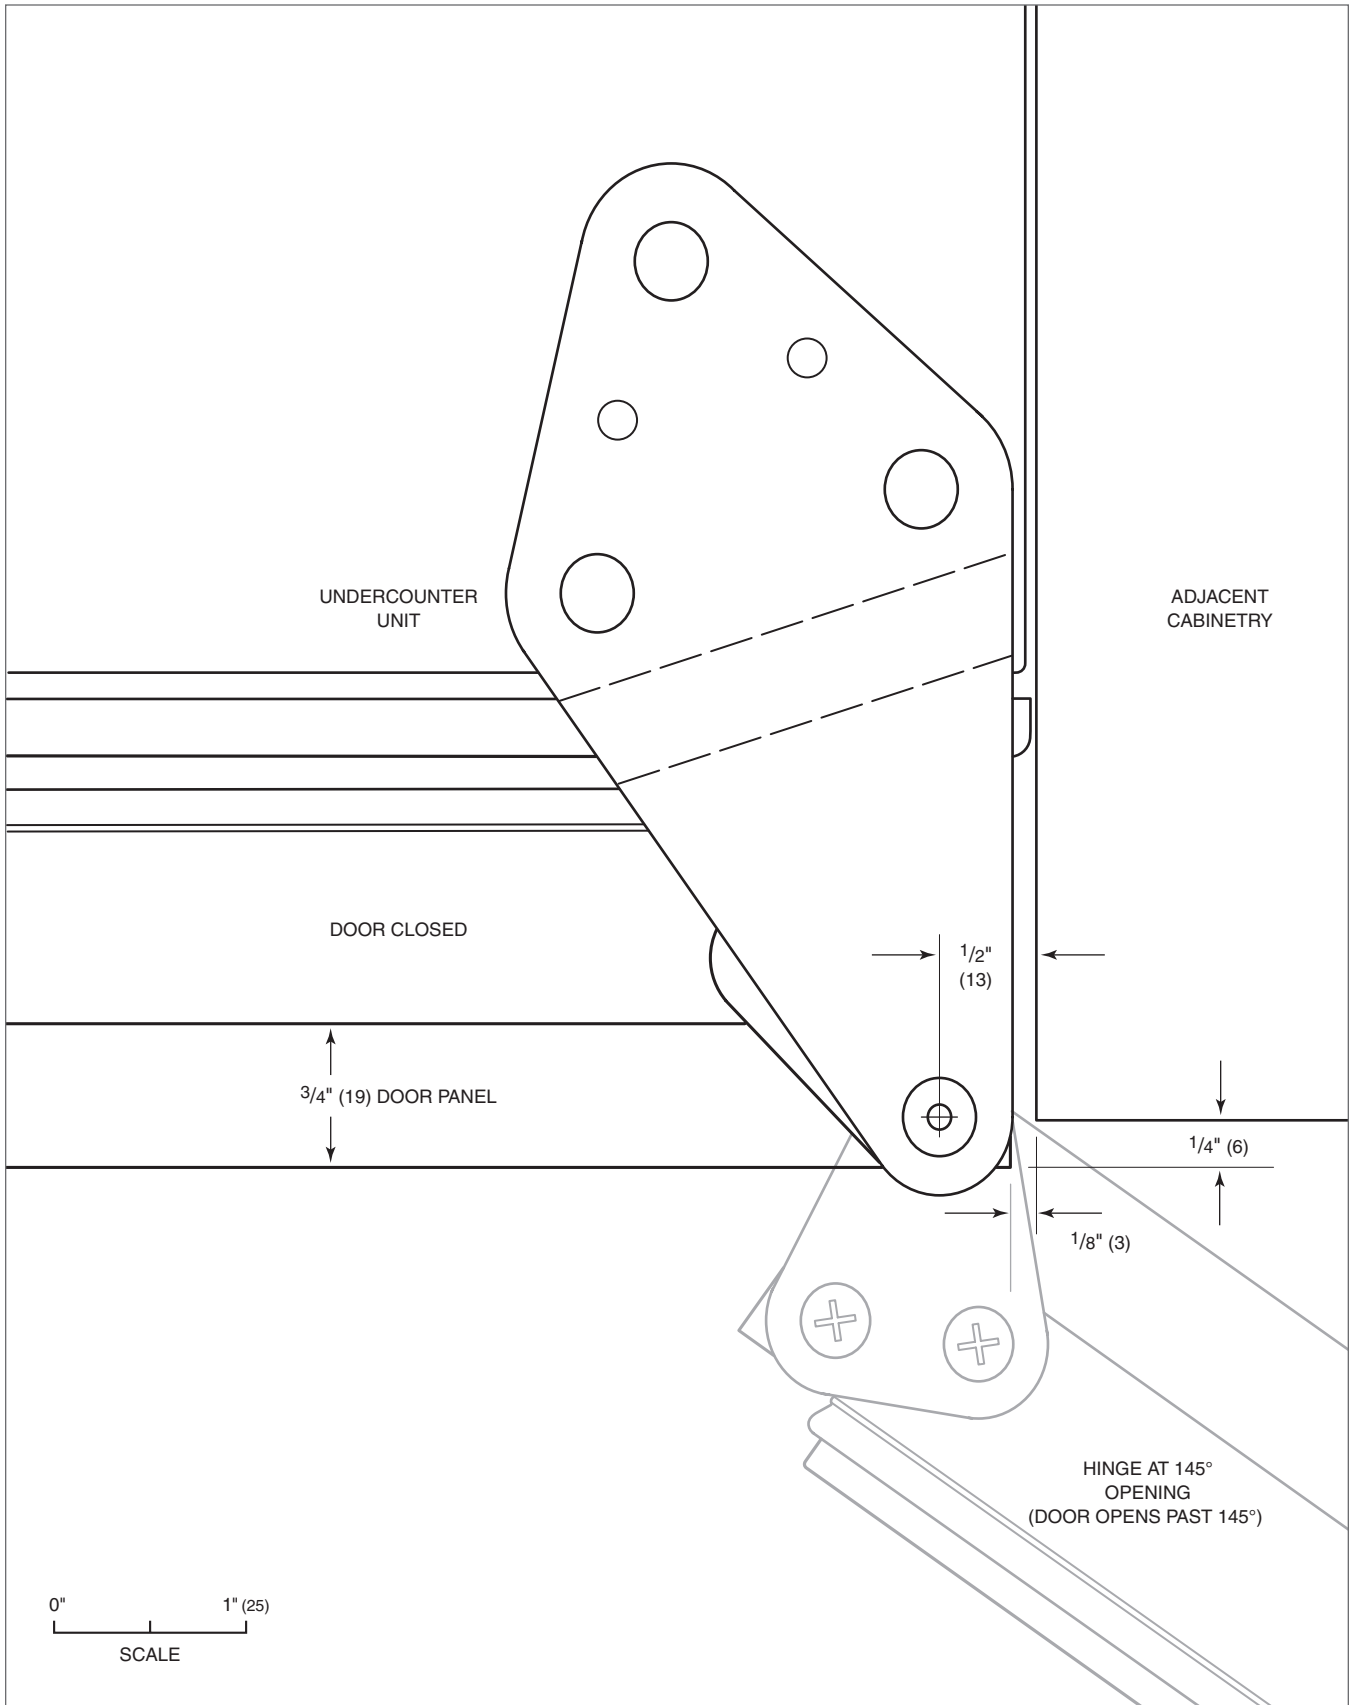 UNDERCOUNTER
UNIT
ADJACENT
CABINETRY
DOOR CLOSED
1/2"
(13)
3/4" (19) DOOR PANEL
1/4" (6)
1/8" (3)
HINGE AT 145°
OPENING
(DOOR OPENS PAST 145°)
0" 1" (25)
SCALE